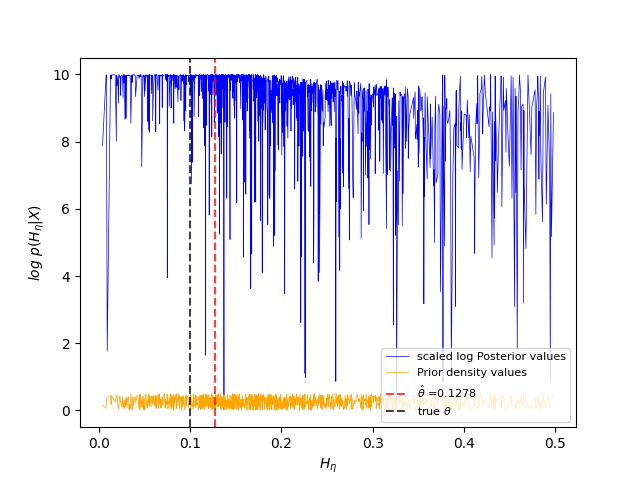 10
8
6
4
2
0
log p(H_η|X)
scaled log Posterior values
Prior density values
θ̂ =0.1278
true θ
0.0 0.1 0.2 0.3 0.4 0.5
H_η